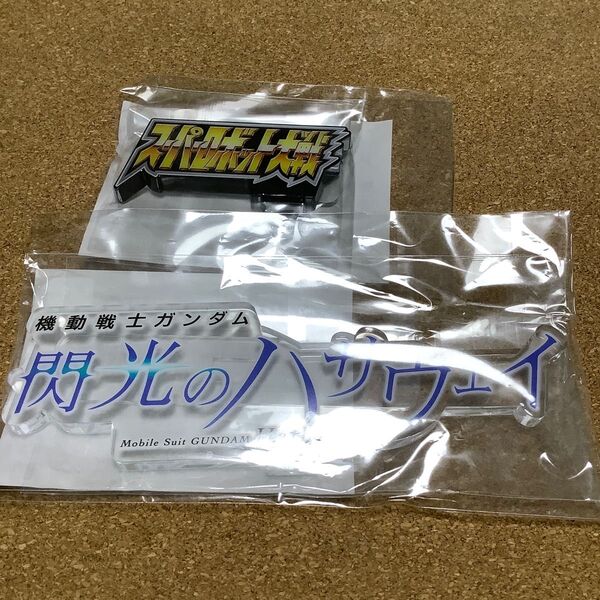 スーパーロボット大戦
機動戦士ガンダム
閃光のハサウェイ
Mobile Suit GUNDAM